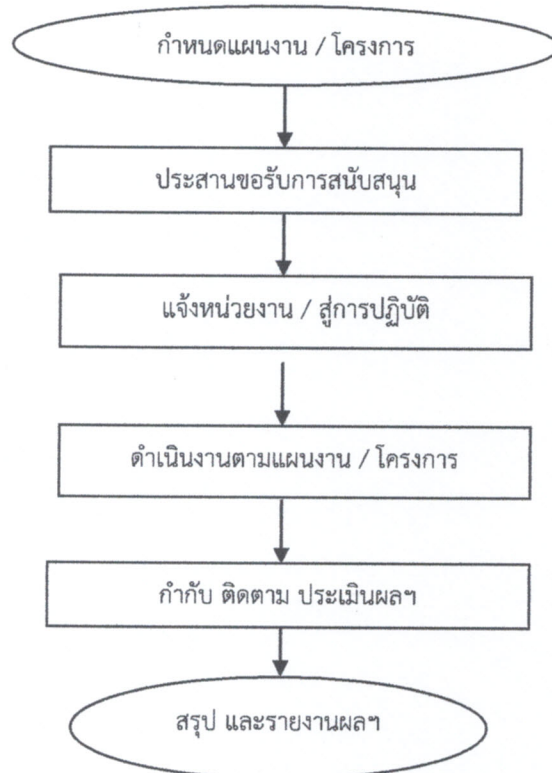 กำหนดแผนงาน / โครงการ
ประสานขอรับการสนับสนุน
แจ้งหน่วยงาน / สู่การปฏิบัติ
ดำเนินงานตามแผนงาน / โครงการ
กำกับ ติดตาม ประเมินผลฯ
สรุป และรายงานผลฯ